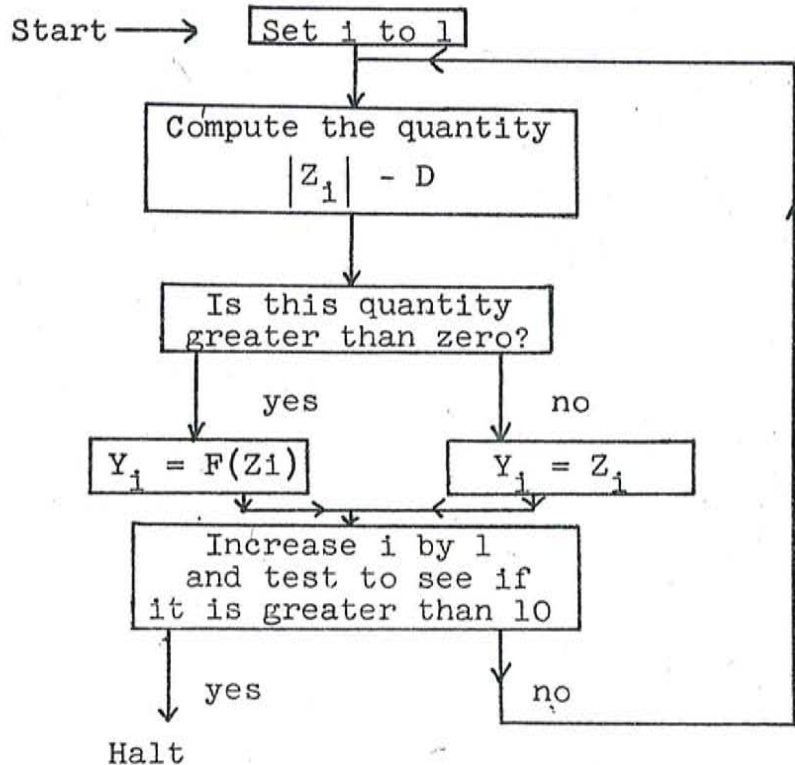 Start
Set i to 1
Compute the quantity
|Z_i| - D
Is this quantity
greater than zero?
yes
no
Y_i = F(Zi)
Y_i = Z_i
Increase i by 1
and test to see if
it is greater than 10
yes
no
Halt